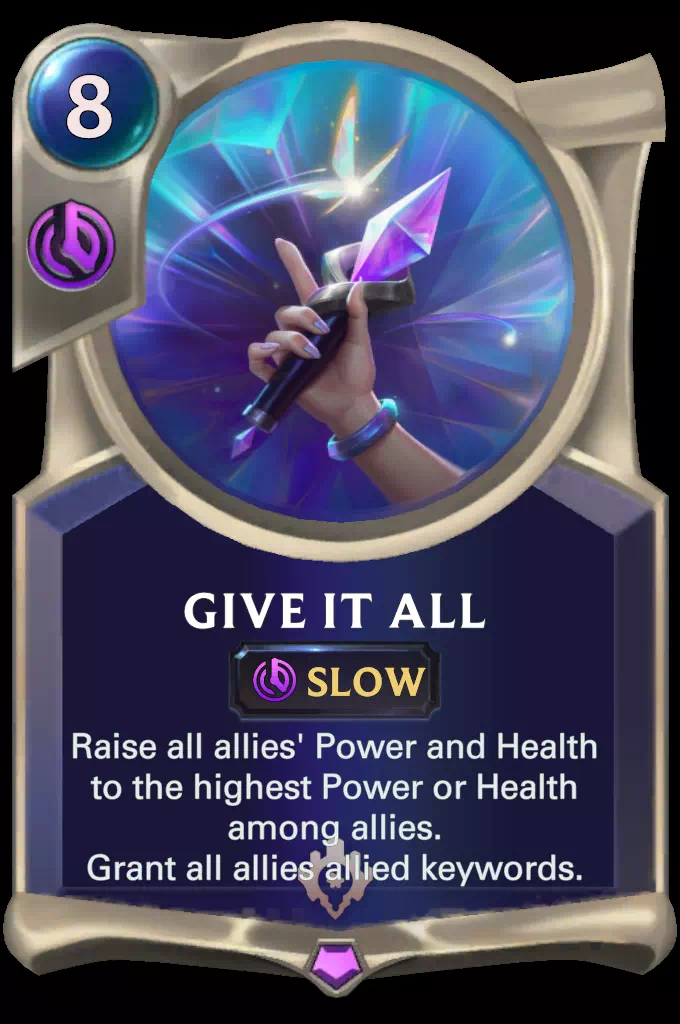 8
GIVE IT ALL
SLOW
Raise all allies' Power and Health
to the highest Power or Health
among allies.
Grant all allies allied keywords.